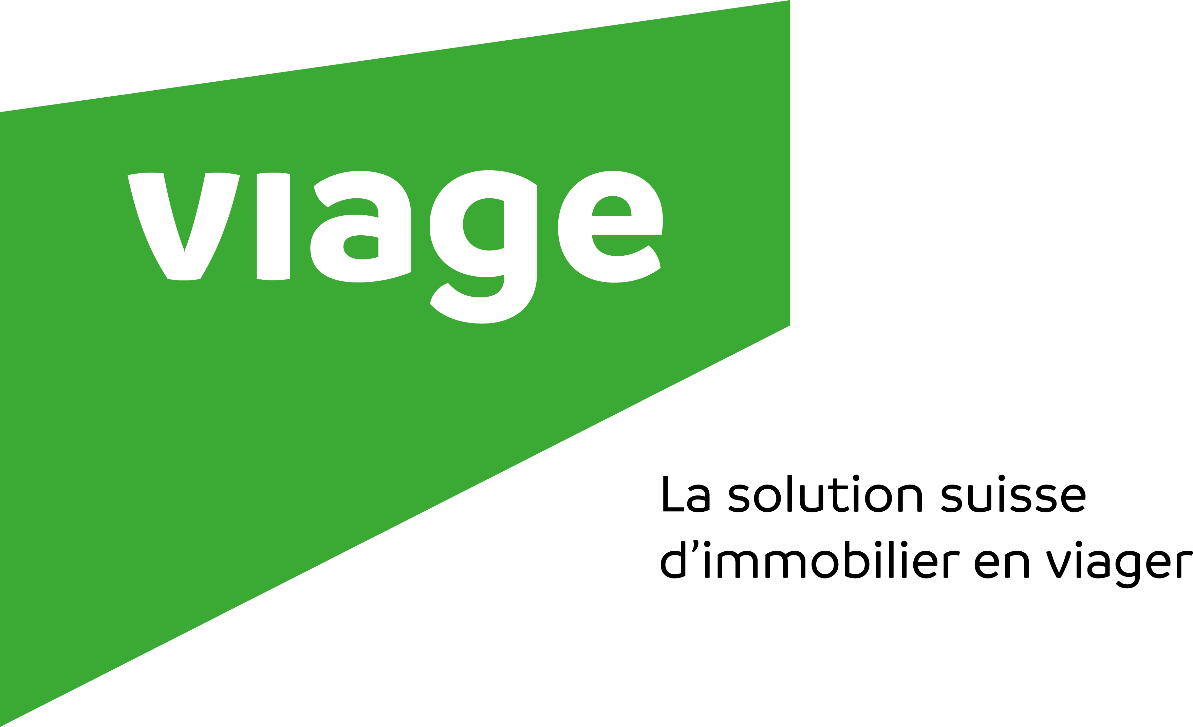 viage
La solution suisse
d’immobilier en viager